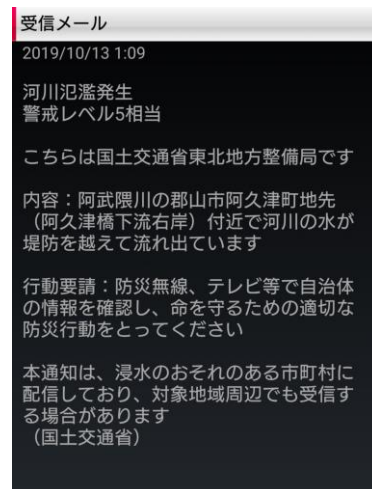 受信メール
2019/10/13 1:09
河川氾濫発生
警戒レベル5相当
こちらは国土交通省東北地方整備局です
内容：阿武隈川の郡山市阿久津町地先
（阿久津橋下流右岸）付近で河川の水が
堤防を越えて流れ出ています
行動要請：防災無線、テレビ等で自治体
の情報を確認し、命を守るための適切な
防災行動をとってください
本通知は、浸水のおそれのある市町村に
配信しており、対象地域周辺でも受信す
る場合があります
（国土交通省）